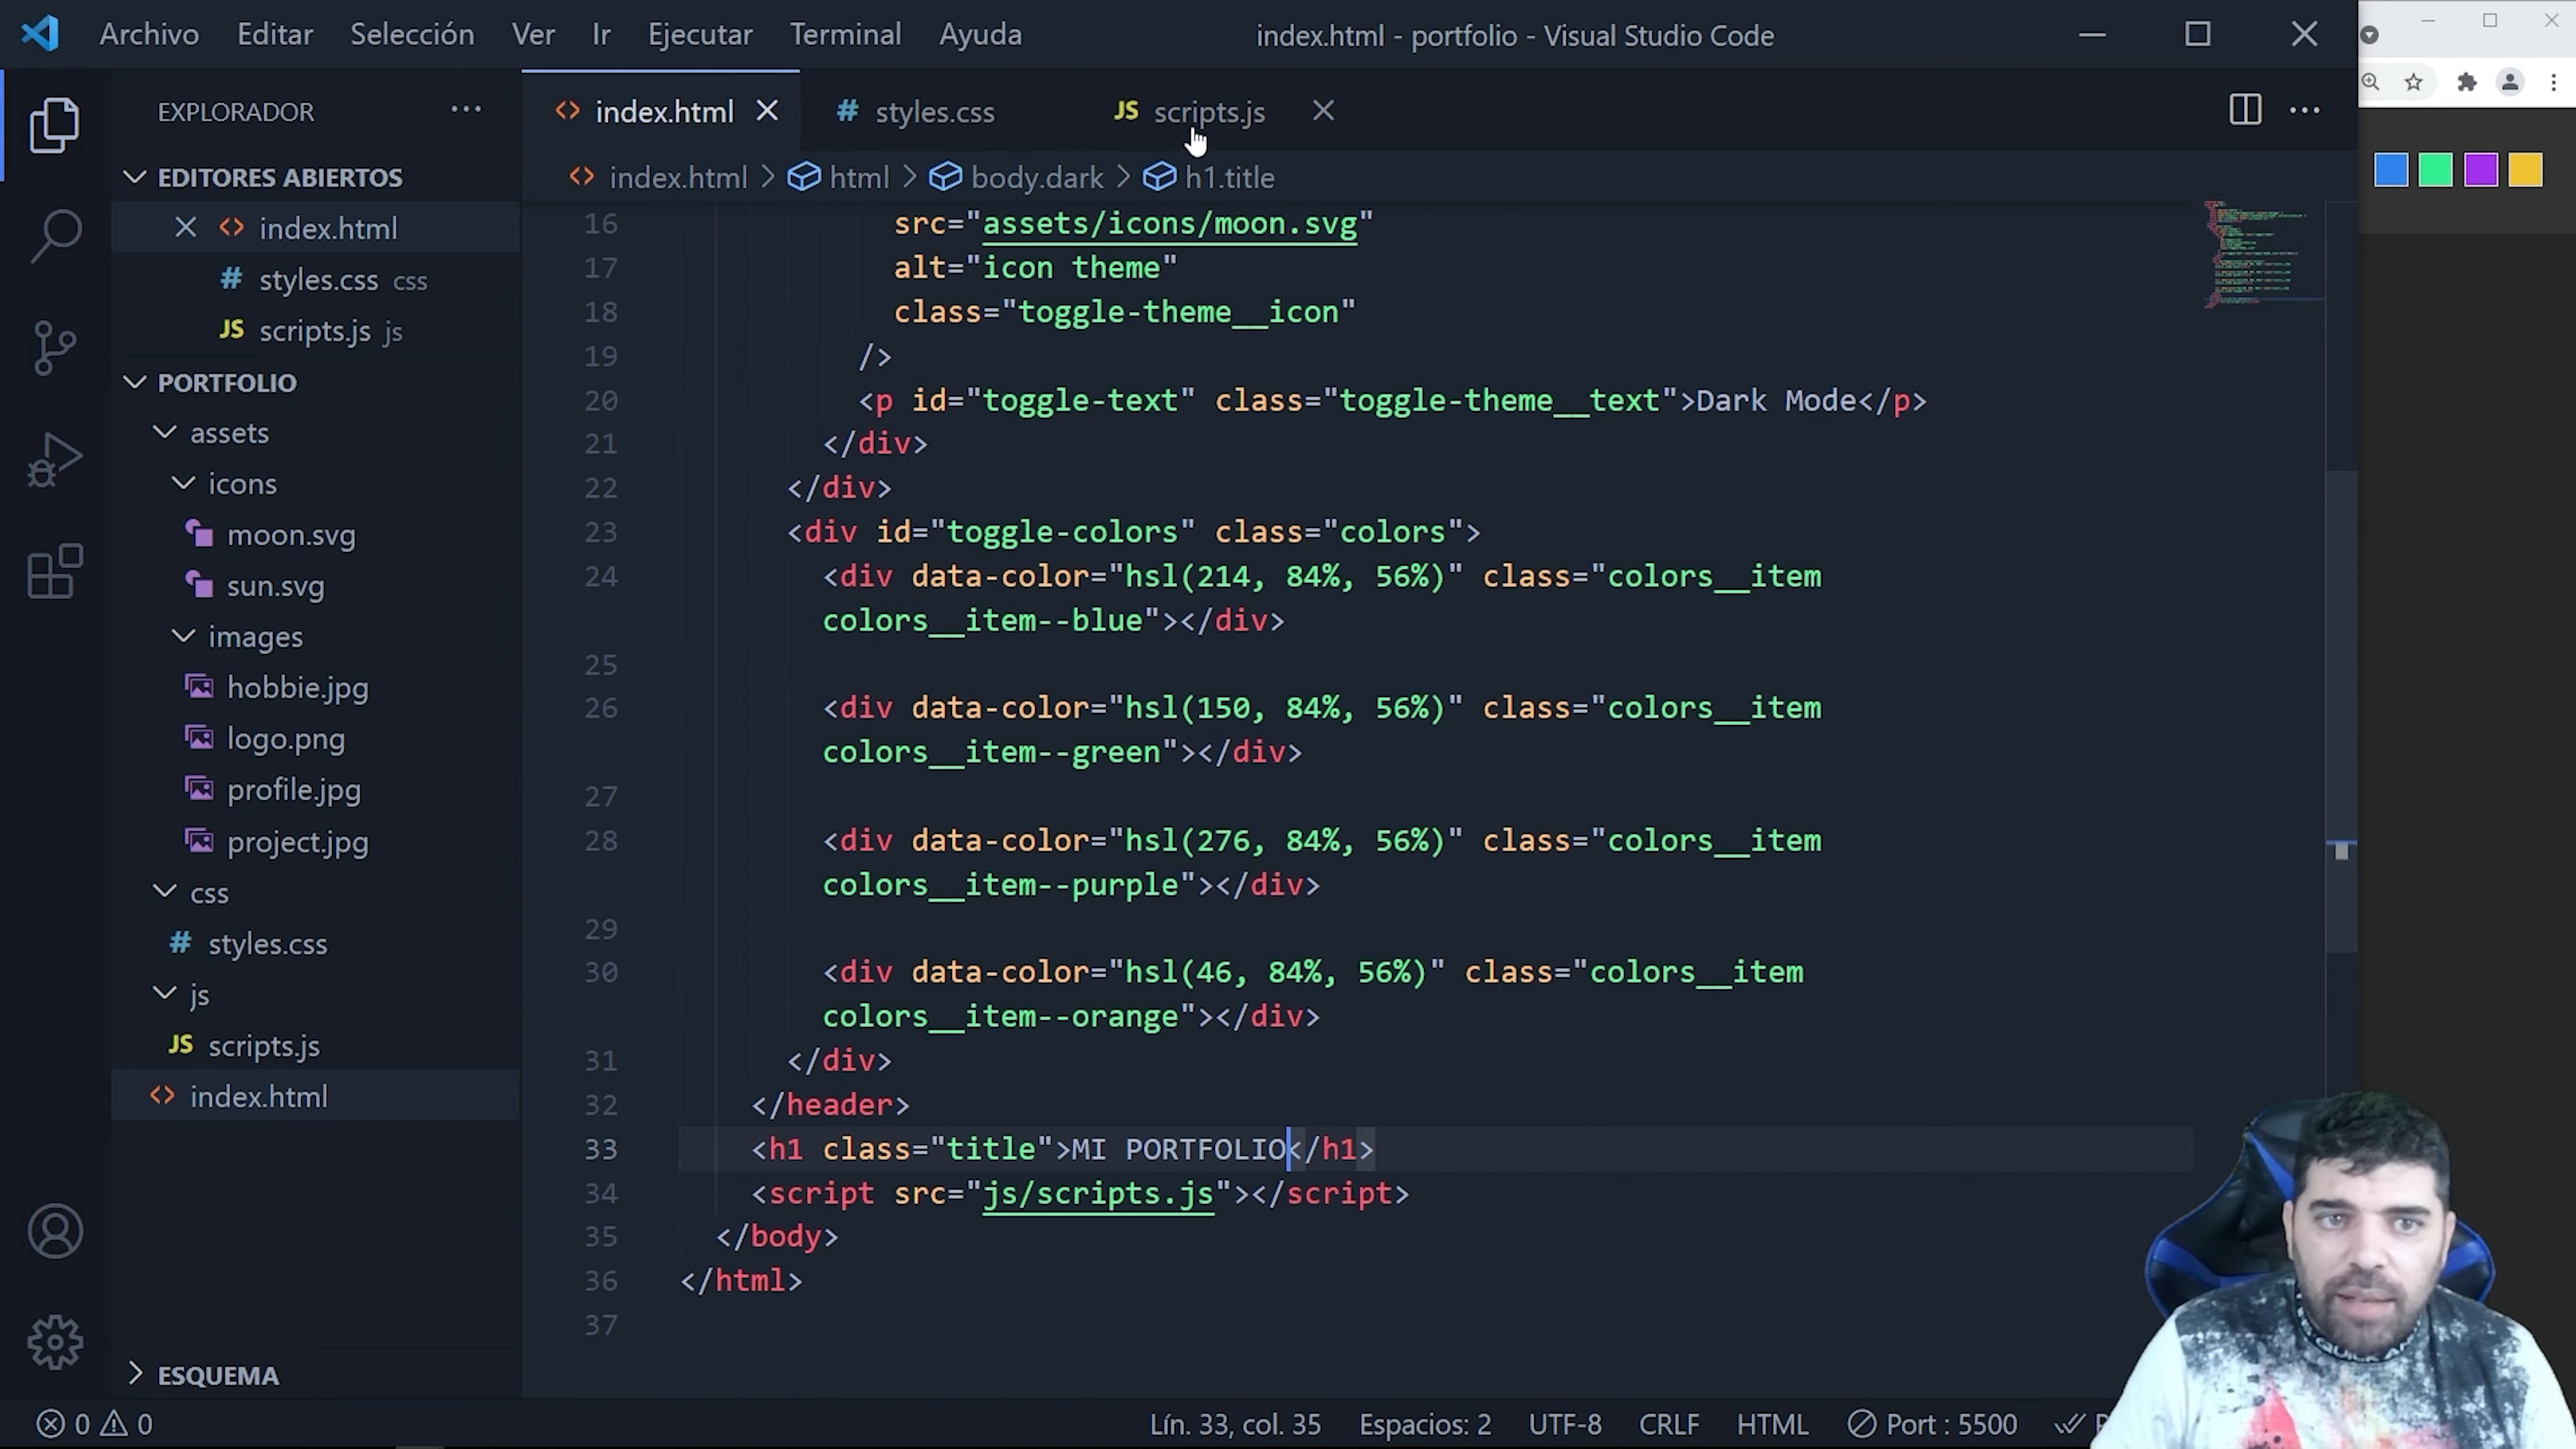 Archivo Editar Selección Ver Ir Ejecutar Terminal Ayuda
index.html - portfolio - Visual Studio Code
EXPLORADOR
EDITORES ABIERTOS
index.html
styles.css css
JS scripts.js js
PORTFOLIO
assets
icons
moon.svg
sun.svg
images
hobbie.jpg
logo.png
profile.jpg
project.jpg
css
# styles.css
js
JS scripts.js
<> index.html
ESQUEMA
<> index.html # styles.css JS scripts.js
<> index.html > html > body.dark > h1.title
16 src="assets/icons/moon.svg"
17 alt="icon theme"
18 class="toggle-theme__icon"
19 />
20 <p id="toggle-text" class="toggle-theme__text">Dark Mode</p>
21 </div>
22 </div>
23 <div id="toggle-colors" class="colors">
24 <div data-color="hsl(214, 84%, 56%)" class="colors__item
colors__item--blue"></div>
25
26 <div data-color="hsl(150, 84%, 56%)" class="colors__item
colors__item--green"></div>
27
28 <div data-color="hsl(276, 84%, 56%)" class="colors__item
colors__item--purple"></div>
29
30 <div data-color="hsl(46, 84%, 56%)" class="colors__item
colors__item--orange"></div>
31 </div>
32 </header>
33 <h1 class="title">MI PORTFOLIO</h1>
34 <script src="js/scripts.js"></script>
35 </body>
36 </html>
37
0 0 Lín. 33, col. 35 Espacios: 2 UTF-8 CRLF HTML Port : 5500